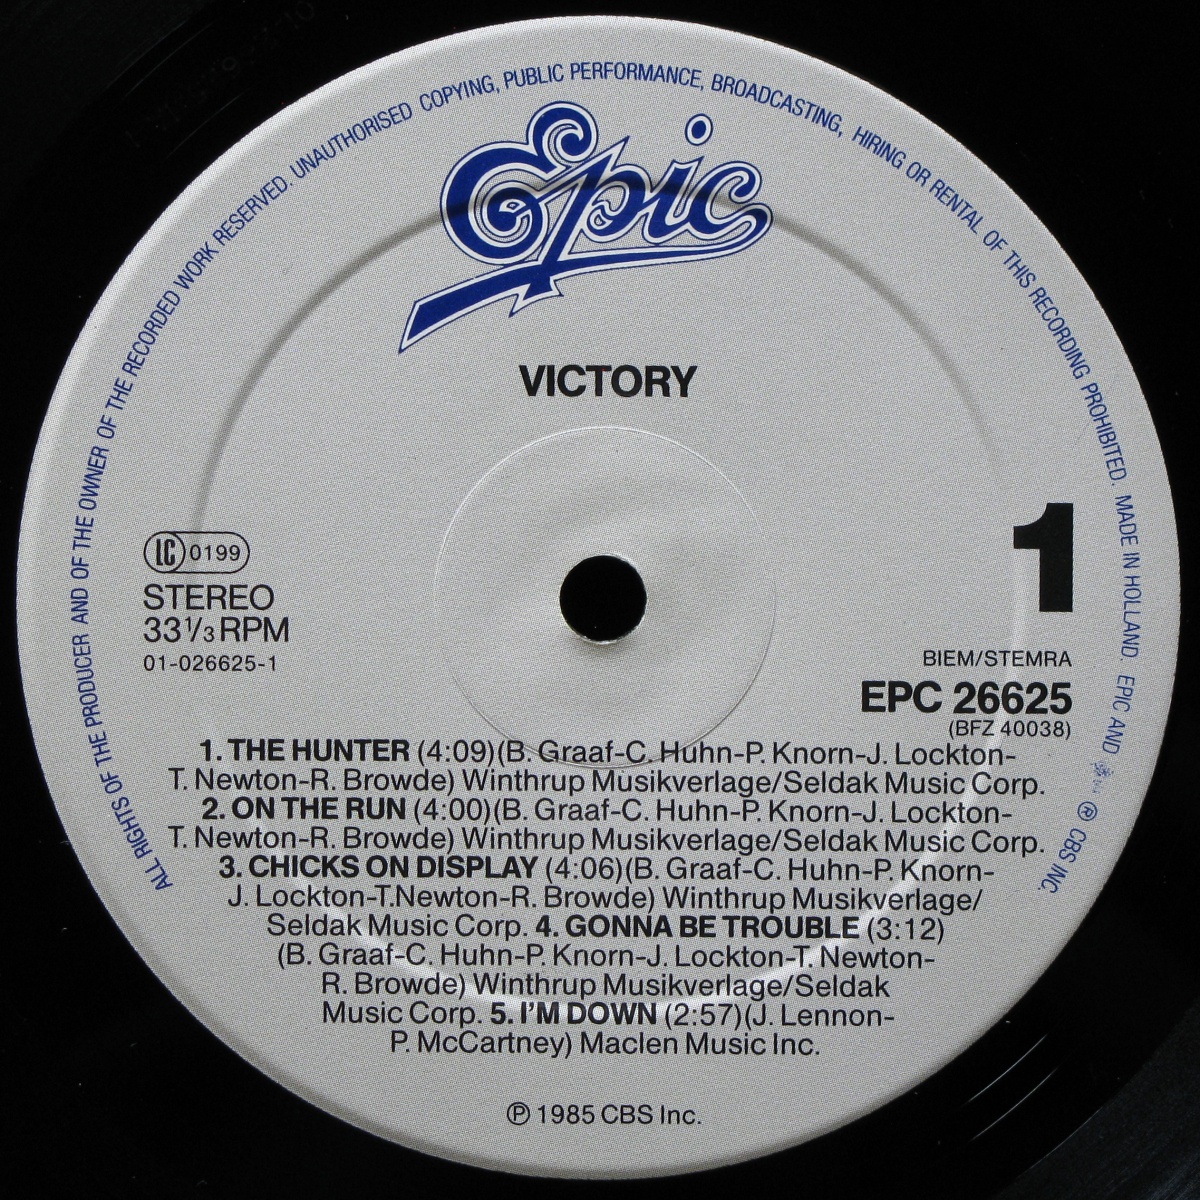 ALL RIGHTS OF THE PRODUCER AND OF THE OWNER OF THE RECORDED WORK RESERVED. UNAUTHORISED COPYING, PUBLIC PERFORMANCE, BROADCASTING, HIRING OR RENTAL OF THIS RECORDING PROHIBITED. MADE IN HOLLAND. EPIC AND ® CBS INC.
Epic
VICTORY
1
LC 0199
STEREO
33 1/3 RPM
01-026625-1
BIEM/STEMRA
EPC 26625
(BFZ 40038)
1. THE HUNTER (4:09)(B. Graaf-C. Huhn-P. Knorn-J. Lockton-
T. Newton-R. Browde) Winthrup Musikverlage/Seldak Music Corp.
2. ON THE RUN (4:00)(B. Graaf-C. Huhn-P. Knorn-J. Lockton-
T. Newton-R. Browde) Winthrup Musikverlage/Seldak Music Corp.
3. CHICKS ON DISPLAY (4:06)(B. Graaf-C. Huhn-P. Knorn-
J. Lockton-T.Newton-R. Browde) Winthrup Musikverlage/
Seldak Music Corp. 4. GONNA BE TROUBLE (3:12)
(B. Graaf-C. Huhn-P. Knorn-J. Lockton-T. Newton-
R. Browde) Winthrup Musikverlage/Seldak
Music Corp. 5. I'M DOWN (2:57)(J. Lennon-
P. McCartney) Maclen Music Inc.
℗ 1985 CBS Inc.